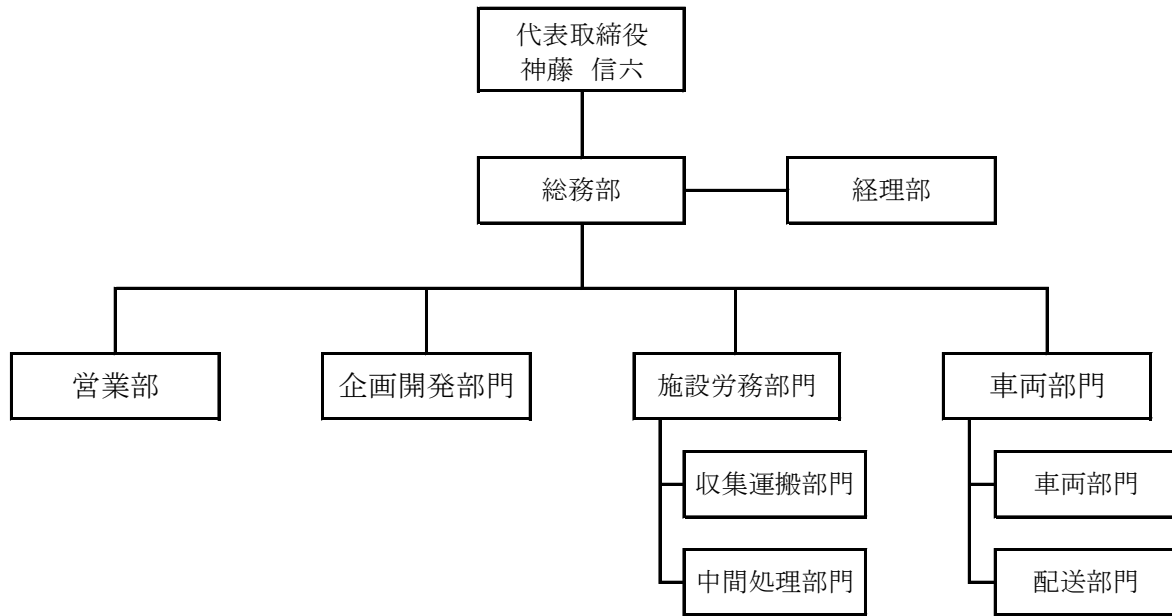 代表取締役
神藤 信六
総務部
経理部
営業部
企画開発部門
施設労務部門
車両部門
収集運搬部門
車両部門
中間処理部門
配送部門